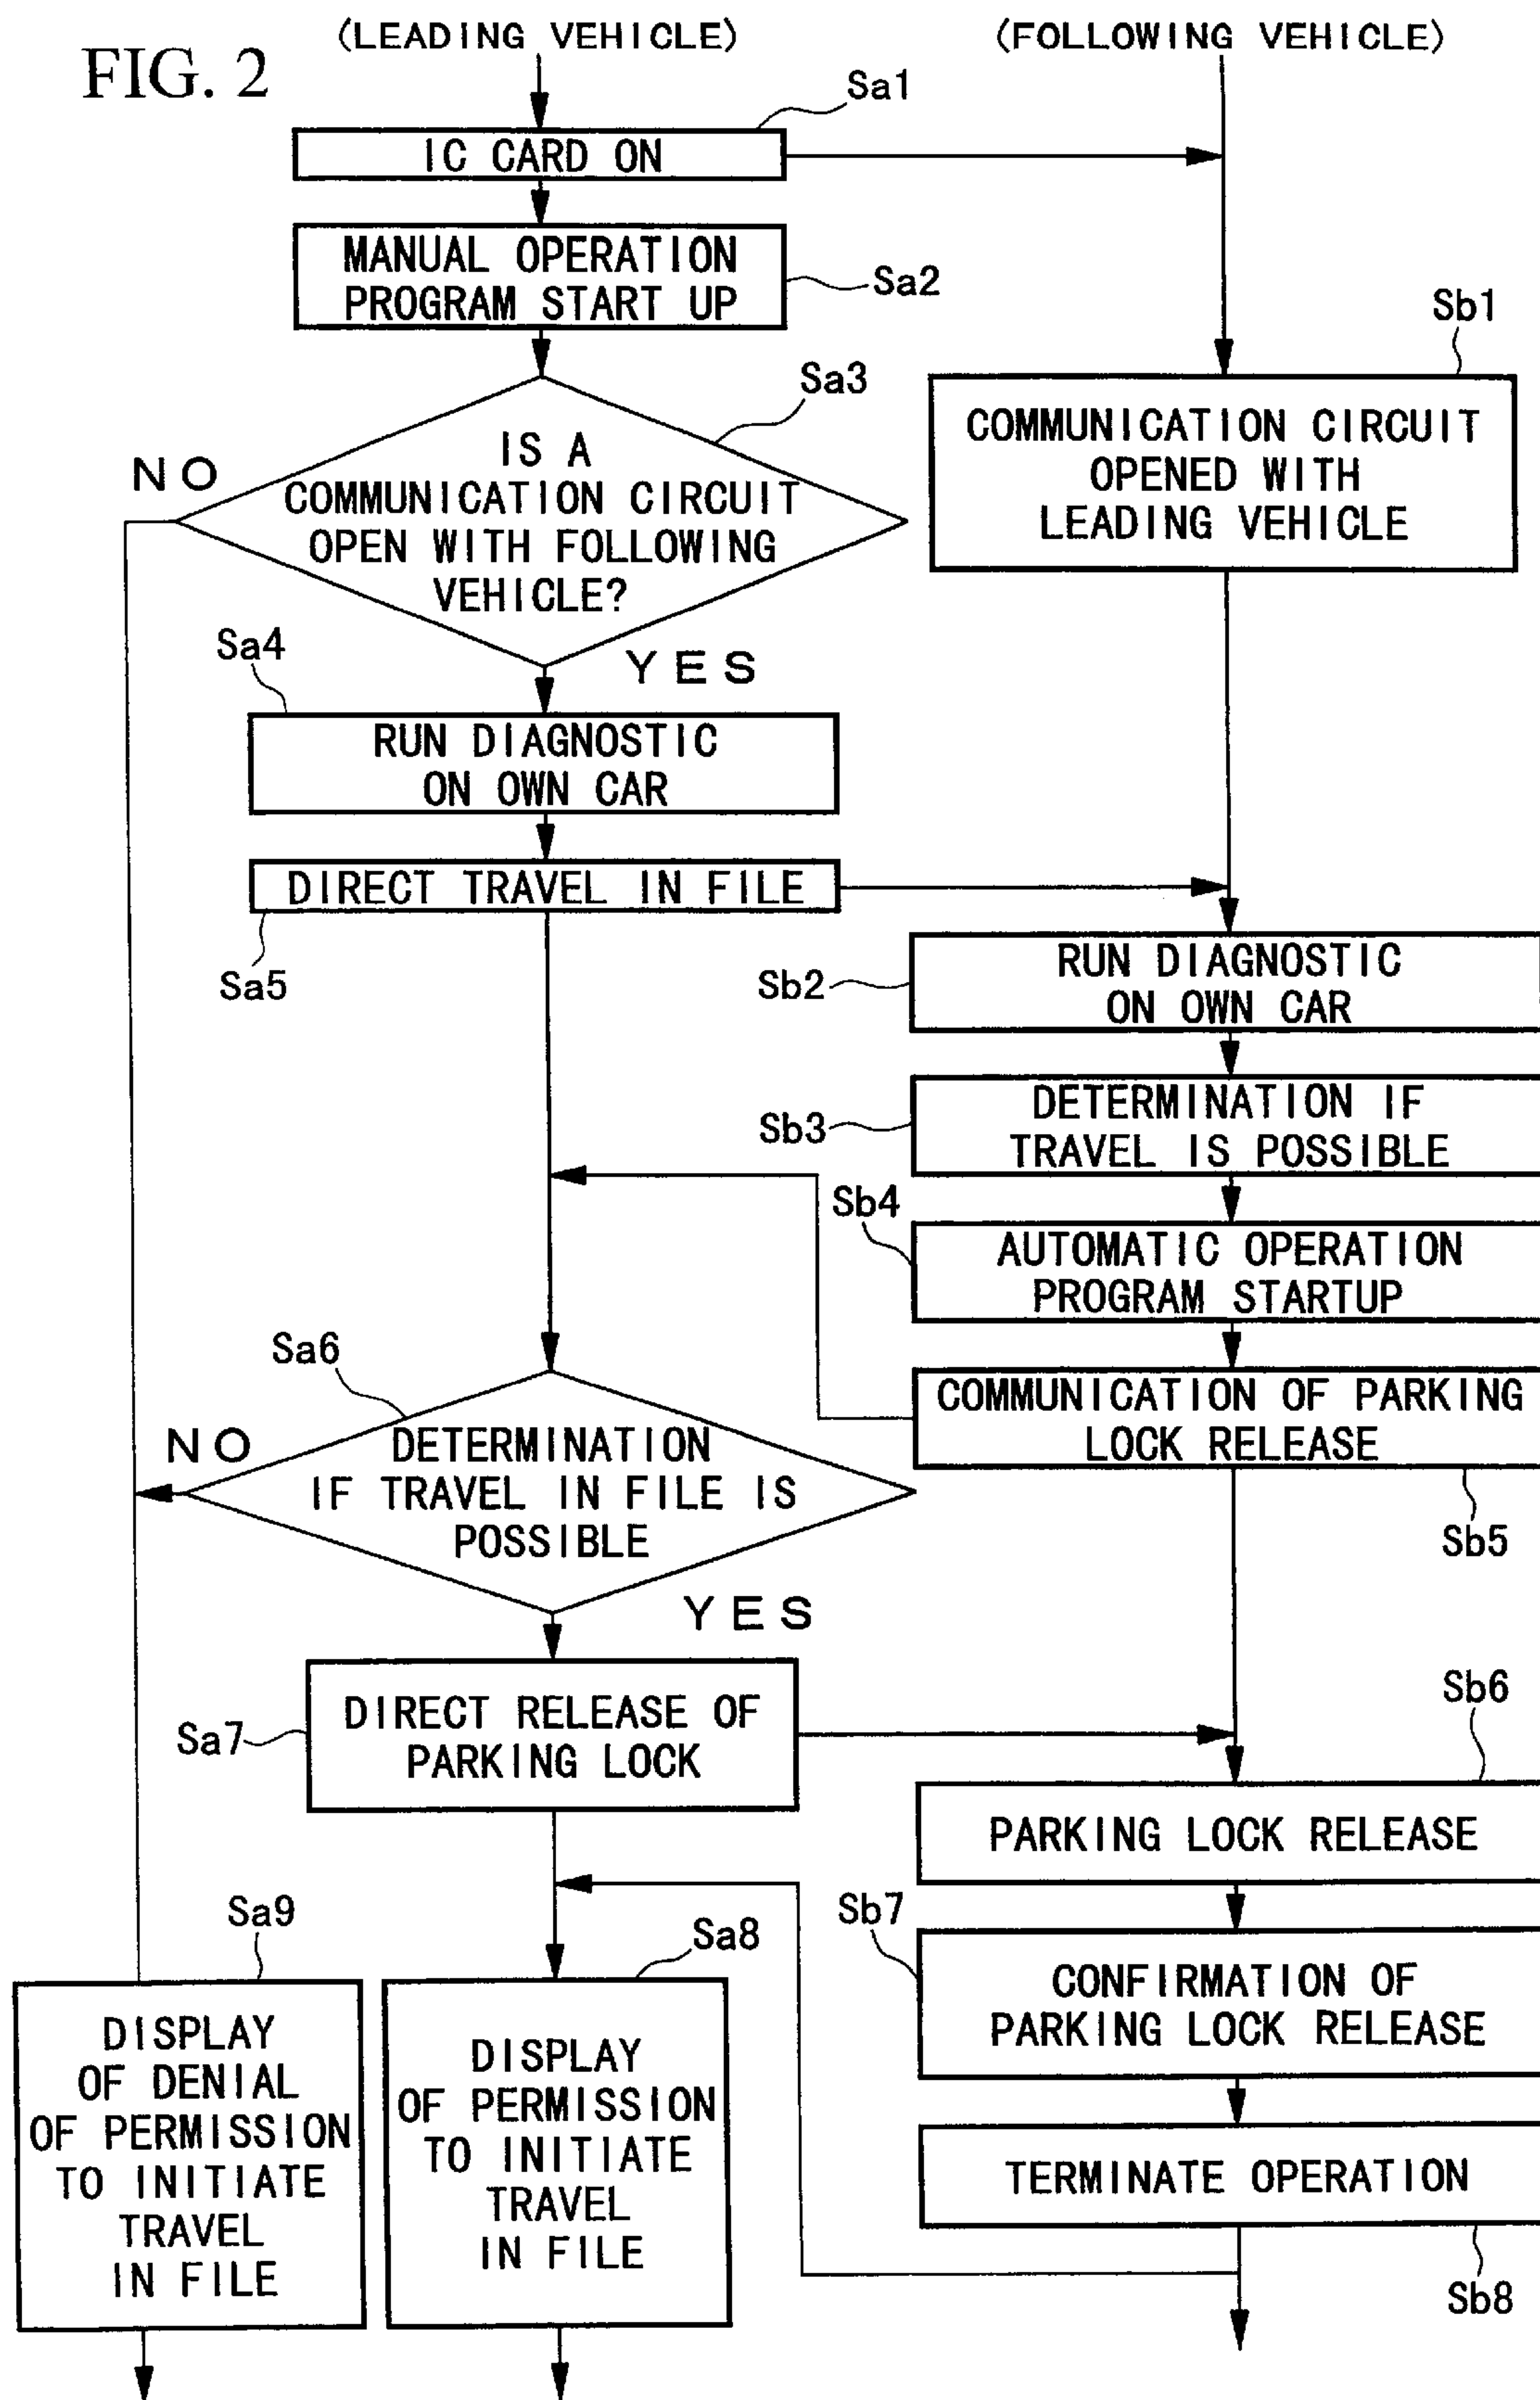 FIG. 2
(LEADING VEHICLE)
(FOLLOWING VEHICLE)
Sa1
IC CARD ON
MANUAL OPERATION
PROGRAM START UP
Sa2
Sb1
COMMUNICATION CIRCUIT
OPENED WITH
LEADING VEHICLE
Sa3
IS A
COMMUNICATION CIRCUIT
OPEN WITH FOLLOWING
VEHICLE?
NO
YES
Sa4
RUN DIAGNOSTIC
ON OWN CAR
DIRECT TRAVEL IN FILE
Sa5
Sb2
RUN DIAGNOSTIC
ON OWN CAR
Sb3
DETERMINATION IF
TRAVEL IS POSSIBLE
Sb4
AUTOMATIC OPERATION
PROGRAM STARTUP
COMMUNICATION OF PARKING
LOCK RELEASE
Sb5
Sa6
NO
DETERMINATION
IF TRAVEL IN FILE IS
POSSIBLE
YES
Sa7
DIRECT RELEASE OF
PARKING LOCK
Sb6
PARKING LOCK RELEASE
Sb7
CONFIRMATION OF
PARKING LOCK RELEASE
TERMINATE OPERATION
Sb8
Sa9
DISPLAY
OF DENIAL
OF PERMISSION
TO INITIATE
TRAVEL
IN FILE
Sa8
DISPLAY
OF PERMISSION
TO INITIATE
TRAVEL
IN FILE